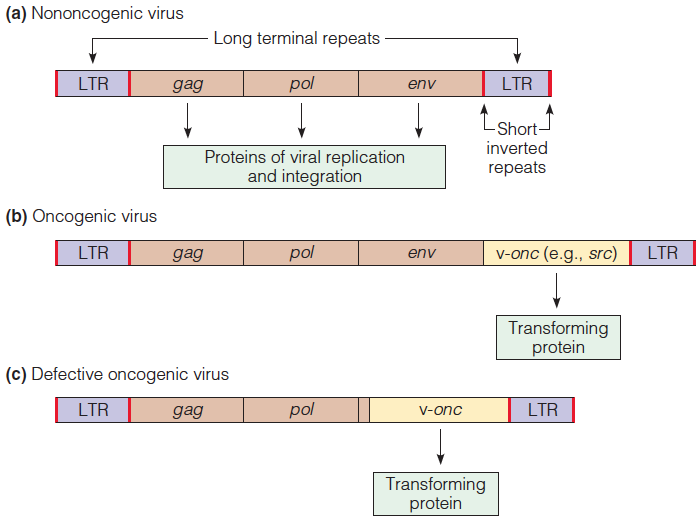 (a) Nononcogenic virus
Long terminal repeats
LTR gag pol env LTR
Proteins of viral replication
and integration
Short
inverted
repeats
(b) Oncogenic virus
LTR gag pol env v-onc (e.g., src) LTR
Transforming
protein
(c) Defective oncogenic virus
LTR gag pol v-onc LTR
Transforming
protein